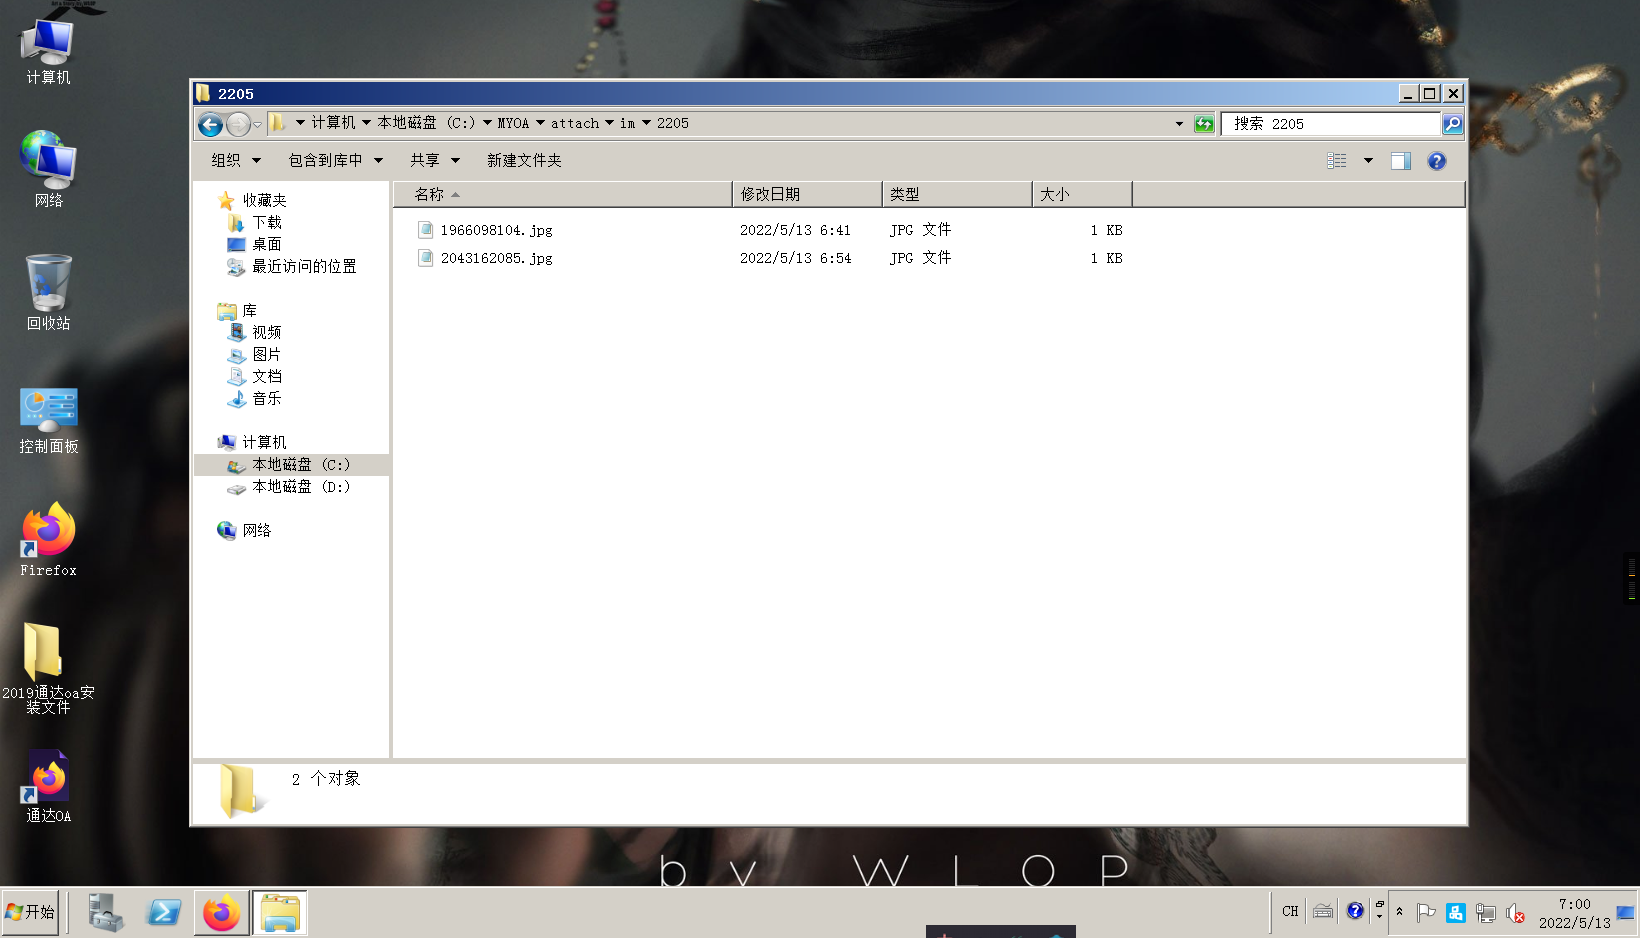 计算机
网络
回收站
控制面板
Firefox
2019通达oa安
装文件
通达OA
2205
计算机 本地磁盘 (C:) MYOA attach im 2205
搜索 2205
组织 包含到库中 共享 新建文件夹
收藏夹
下载
桌面
最近访问的位置
库
视频
图片
文档
音乐
计算机
本地磁盘 (C:)
本地磁盘 (D:)
网络
名称 修改日期 类型 大小
1966098104.jpg 2022/5/13 6:41 JPG 文件 1 KB
2043162085.jpg 2022/5/13 6:54 JPG 文件 1 KB
2 个对象
by WLOP
开始
CH
7:00
2022/5/13